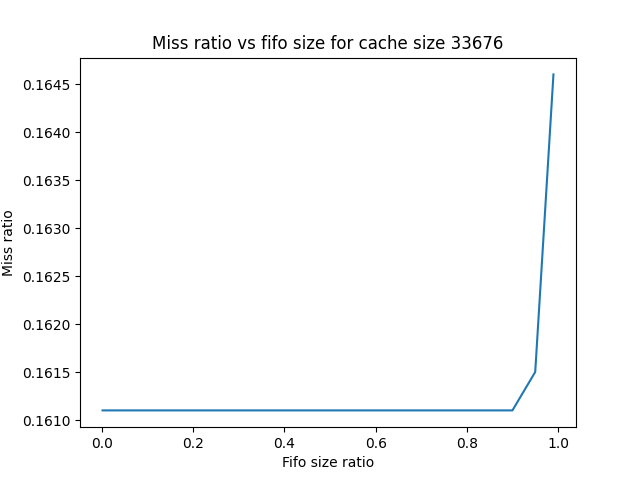 Miss ratio vs fifo size for cache size 33676
0.1645
0.1640
0.1635
0.1630
0.1625
0.1620
0.1615
0.1610
Miss ratio
0.0 0.2 0.4 0.6 0.8 1.0
Fifo size ratio